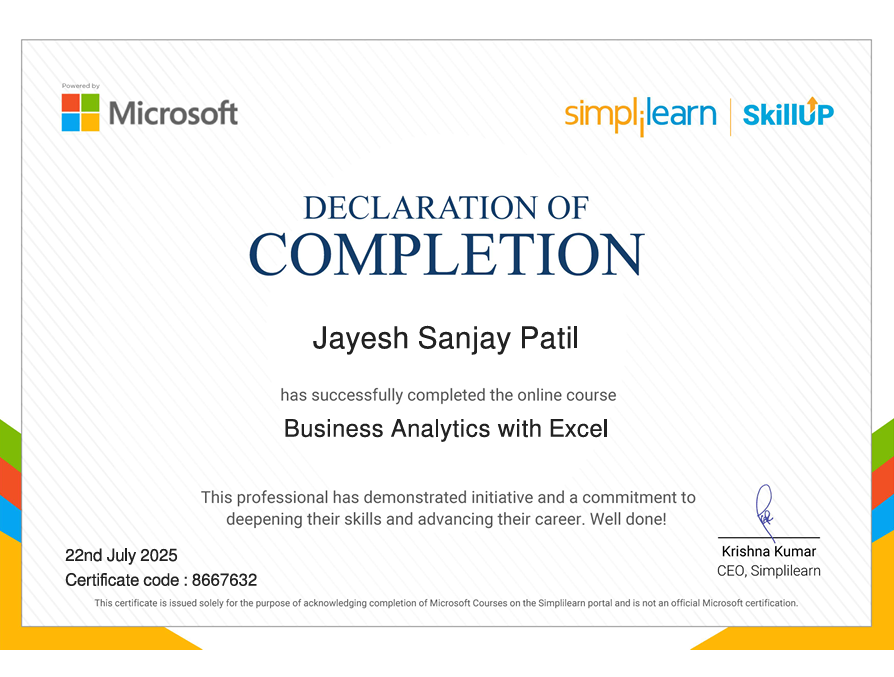 Powered by
Microsoft
simplilearn | SkillUP
DECLARATION OF
COMPLETION
Jayesh Sanjay Patil
has successfully completed the online course
Business Analytics with Excel
This professional has demonstrated initiative and a commitment to
deepening their skills and advancing their career. Well done!
22nd July 2025
Certificate code : 8667632
Krishna Kumar
CEO, Simplilearn
This certificate is issued solely for the purpose of acknowledging completion of Microsoft Courses on the Simplilearn portal and is not an official Microsoft certification.